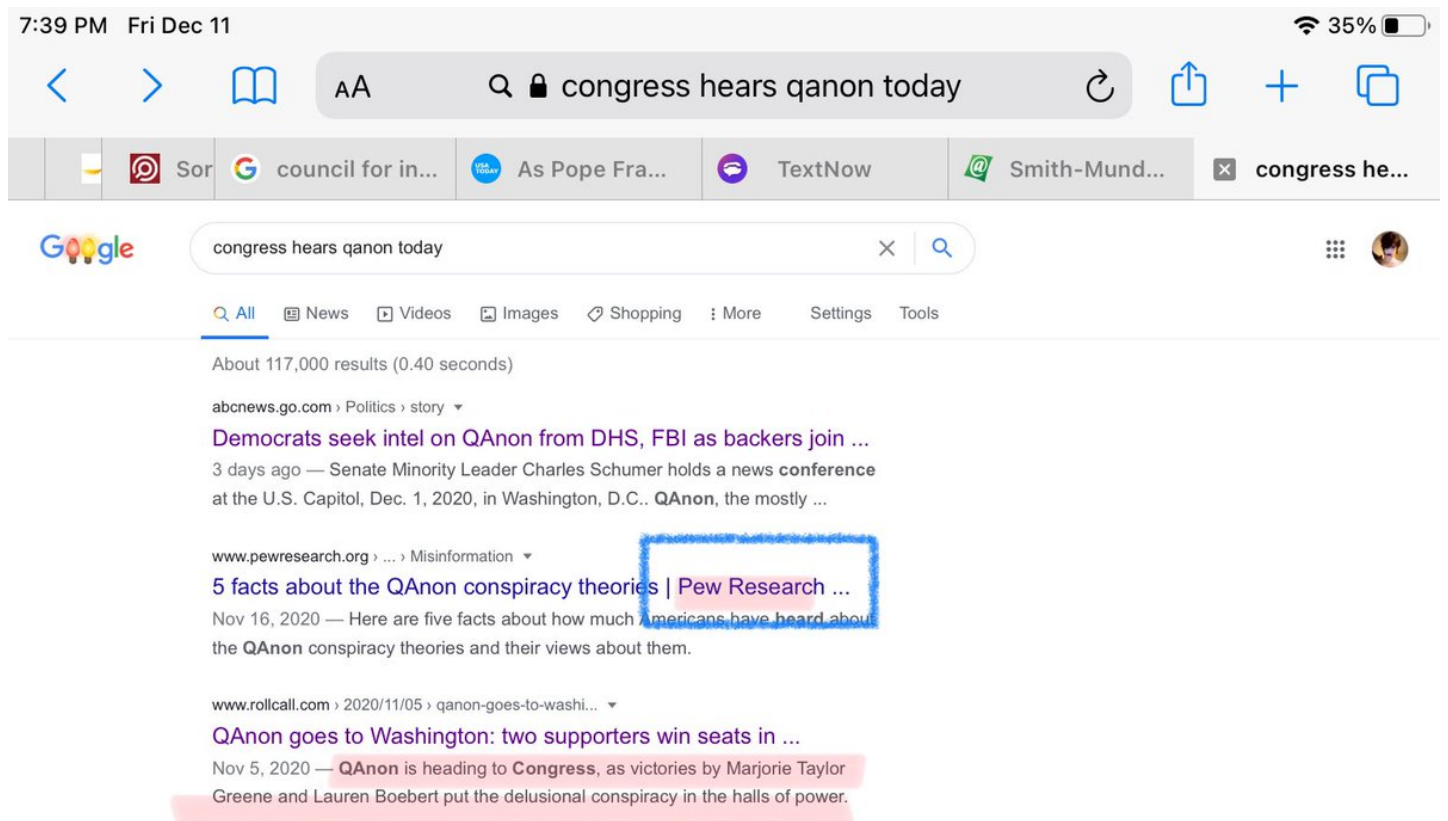 7:39 PM Fri Dec 11 35%
AA congress hears qanon today
Sor council for in... USA TODAY As Pope Fra... TextNow Smith-Mund... congress he...
Google congress hears qanon today
All News Videos Images Shopping More Settings Tools
About 117,000 results (0.40 seconds)
abcnews.go.com › Politics › story
Democrats seek intel on QAnon from DHS, FBI as backers join ...
3 days ago — Senate Minority Leader Charles Schumer holds a news conference
at the U.S. Capitol, Dec. 1, 2020, in Washington, D.C.. QAnon, the mostly ...
www.pewresearch.org › ... › Misinformation
5 facts about the QAnon conspiracy theories | Pew Research ...
Nov 16, 2020 — Here are five facts about how much Americans have heard about
the QAnon conspiracy theories and their views about them.
www.rollcall.com › 2020/11/05 › qanon-goes-to-washi...
QAnon goes to Washington: two supporters win seats in ...
Nov 5, 2020 — QAnon is heading to Congress, as victories by Marjorie Taylor
Greene and Lauren Boebert put the delusional conspiracy in the halls of power.